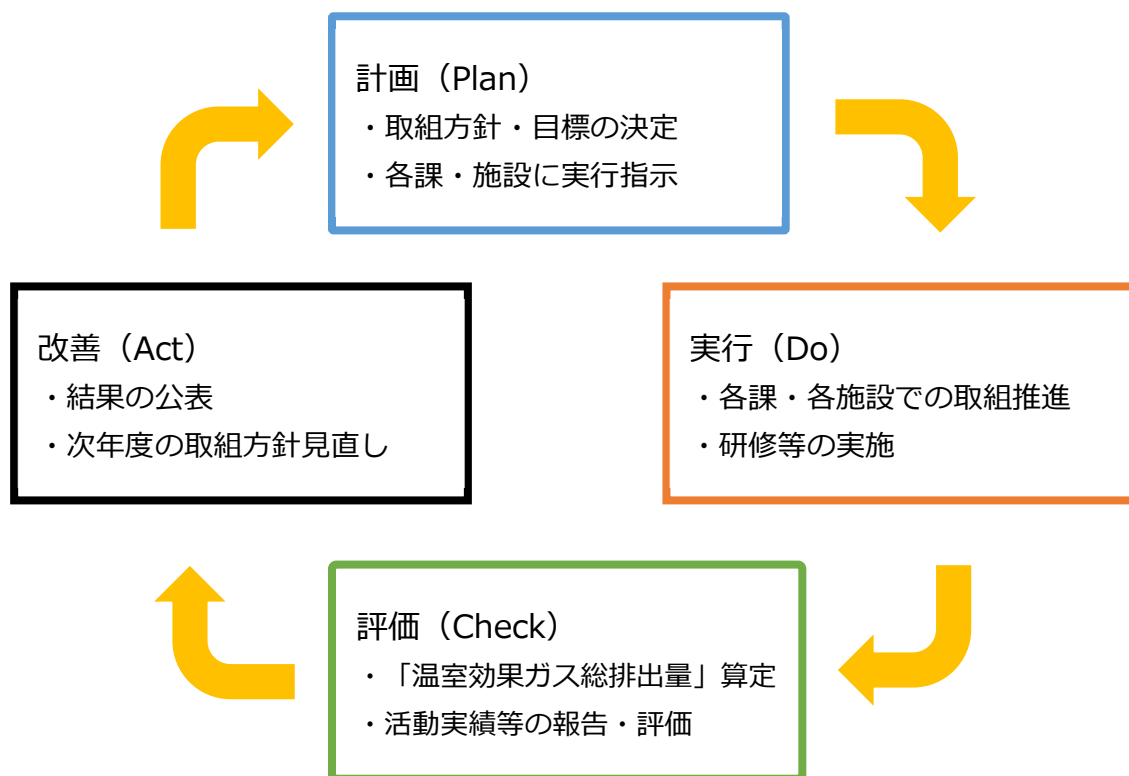 計画（Plan）
・取組方針・目標の決定
・各課・施設に実行指示
改善（Act）
・結果の公表
・次年度の取組方針見直し
実行（Do）
・各課・各施設での取組推進
・研修等の実施
評価（Check）
・「温室効果ガス総排出量」算定
・活動実績等の報告・評価